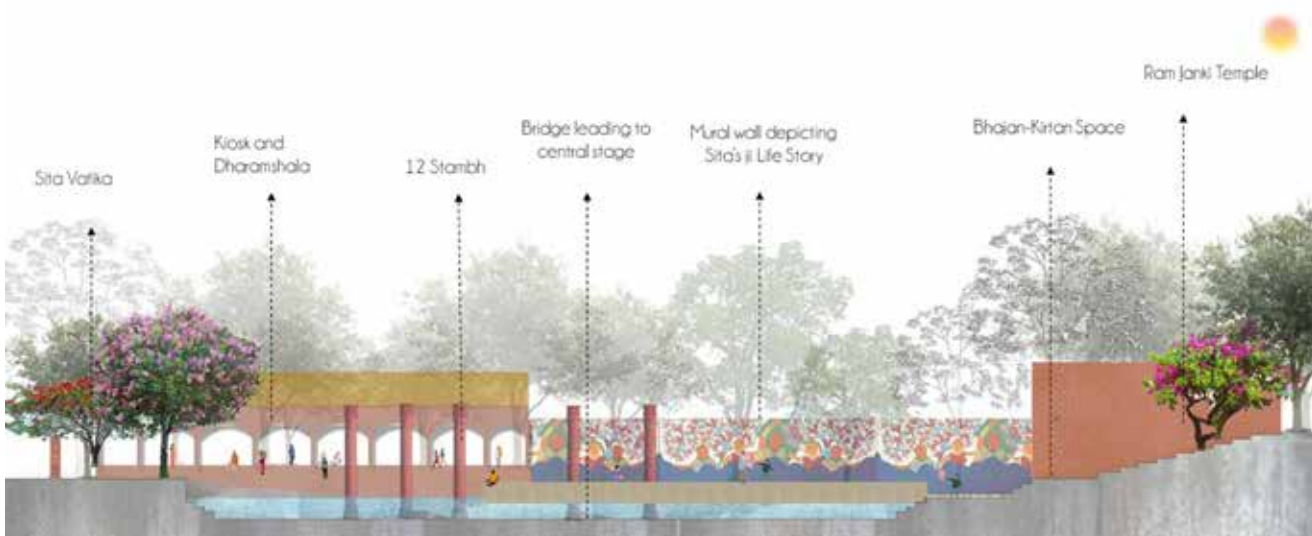 Sita Vatika
Kiosk and
Dharamshala
12 Stambh
Bridge leading to
central stage
Mural wall depicting
Sita's ji Life Story
Bhajan-Kirtan Space
Ram Janki Temple